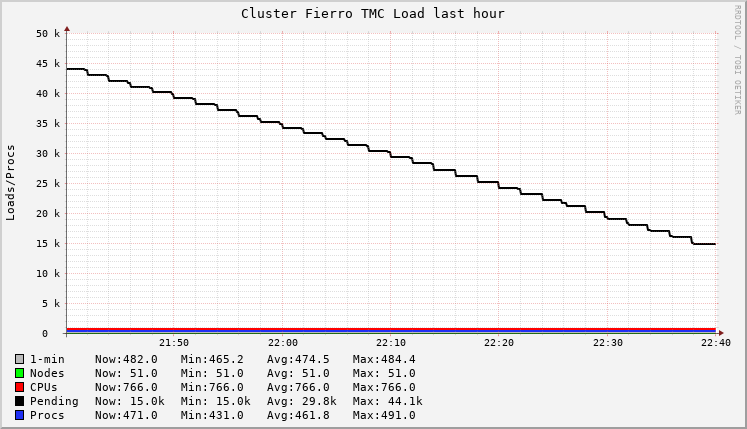 Cluster Fierro TMC Load last hour
RRDTOOL / TOBI OETIKER
Loads/Procs
50 k
45 k
40 k
35 k
30 k
25 k
20 k
15 k
10 k
5 k
0
21:50 22:00 22:10 22:20 22:30 22:40
1-min Now:482.0 Min:465.2 Avg:474.5 Max:484.4
Nodes Now: 51.0 Min: 51.0 Avg: 51.0 Max: 51.0
CPUs Now:766.0 Min:766.0 Avg:766.0 Max:766.0
Pending Now: 15.0k Min: 15.0k Avg: 29.8k Max: 44.1k
Procs Now:471.0 Min:431.0 Avg:461.8 Max:491.0